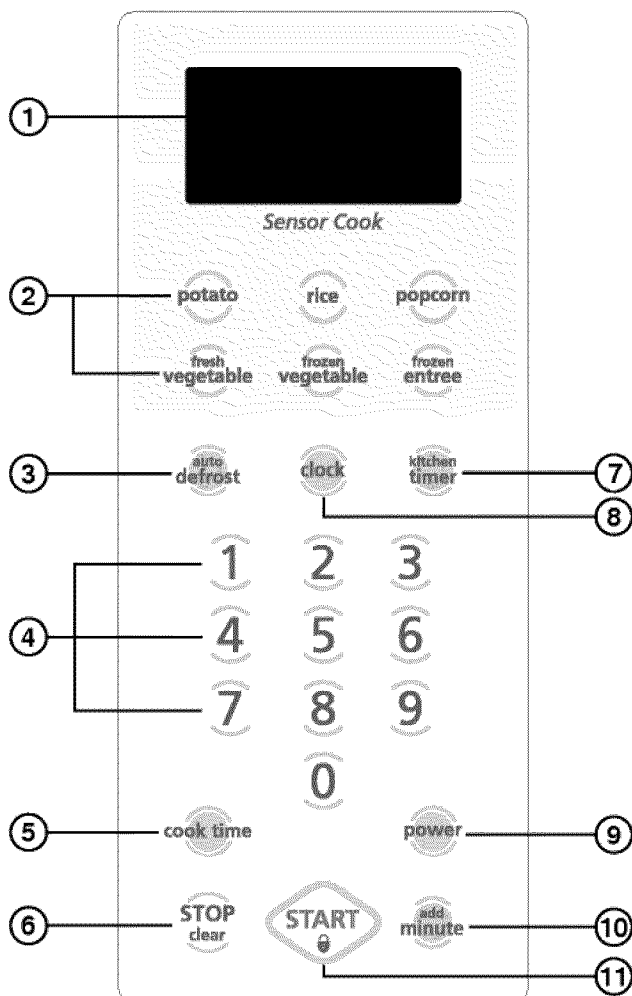 1
Sensor Cook
2
potato rice popcorn
fresh vegetable frozen vegetable frozen entree
3
auto defrost clock kitchen timer
7
8
1 2 3
4
4 5 6
7 8 9
0
5
cook time power
9
6
STOP clear START add minute
10
11